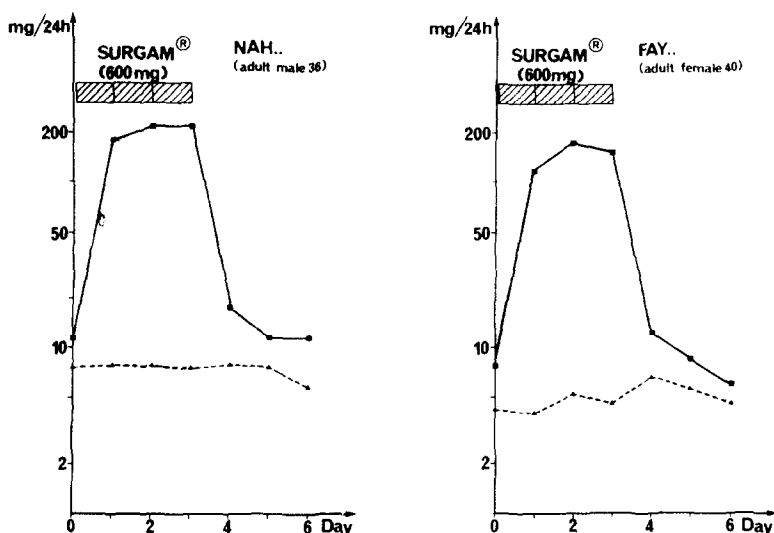 mg/24h
SURGAM®
(600mg)
NAH..
(adult male 36)
200
50
10
2
0 2 4 6 Day
mg/24h
SURGAM®
(600mg)
FAY..
(adult female 40)
200
50
10
2
0 2 4 6 Day